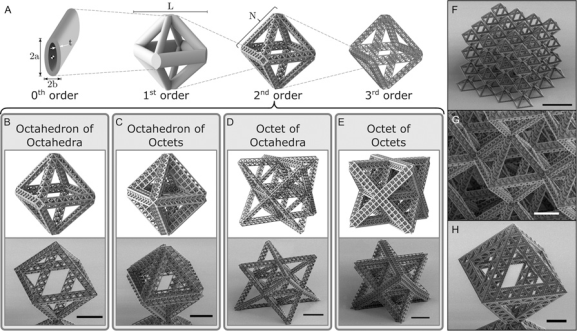 A
L
N
t
2a
2b
0th order
1st order
2nd order
3rd order
B
Octahedron of
Octahedra
C
Octahedron
of Octets
D
Octet of
Octahedra
E
Octet of
Octets
F
G
H